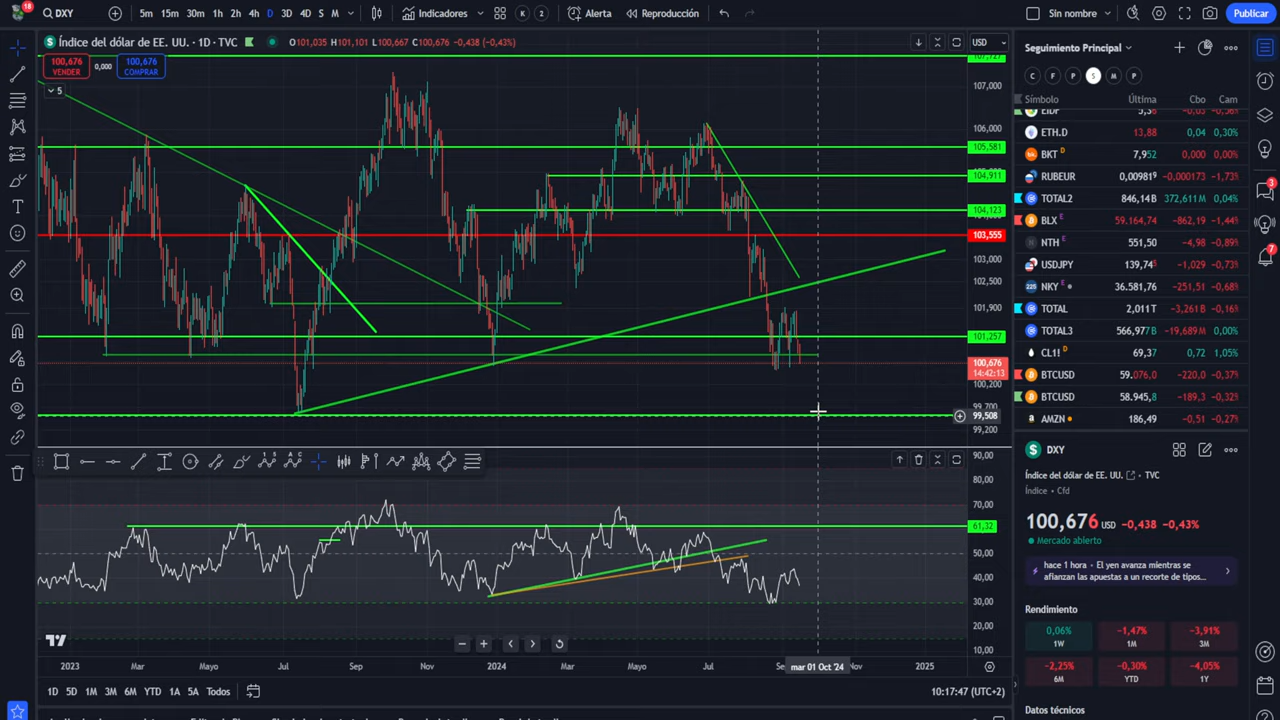 18
DXY
5m 15m 30m 1h 2h 4h D 3D 4D S M
Indicadores
K
2
Alerta
Reproducción
Sin nombre
Publicar
Índice del dólar de EE. UU. · 1D · TVC
O101,035 H101,101 L100,667 C100,676 -0,438 (-0,43%)
USD
100,676
VENDER
0,000
100,676
COMPRAR
5
107,727
107,000
106,000
105,581
104,911
104,123
103,555
103,000
102,500
101,900
101,257
100,676
14:42:13
100,200
99,700
99,508
99,200
90,00
80,00
70,00
61,32
50,00
40,00
30,00
20,00
10,00
2023 Mar Mayo Jul Sep Nov 2024 Mar Mayo Jul mar 01 Oct '24 Nov 2025
1D 5D 1M 3M 6M YTD 1A 5A Todos
10:17:47 (UTC+2)
Seguimiento Principal
C F P S M P
Símbolo Última Cbo Cam
ETH.D 13,88 0,04 0,30%
BKT D 7,952 0,000 0,00%
RUBEUR 0,009819 -0,000173 -1,73%
TOTAL2 846,14B 372,611M 0,04%
BLX E 59.164,74 -862,19 -1,44%
NTH E 551,50 -4,98 -0,89%
USDJPY 139,74⁵ -1,029 -0,73%
NKY 36.581,76 -251,51 -0,68%
TOTAL 2,011T -3,261B -0,16%
TOTAL3 566,977B -19,689M 0,00%
CL1! D 69,37 0,72 1,05%
BTCUSD 59.076,0 -220,0 -0,37%
BTCUSD 58.945,8 -189,3 -0,32%
AMZN 186,49 -0,51 -0,27%
DXY
Índice del dólar de EE. UU. · TVC
Índice · Cfd
100,676 -0,438 -0,43%
Mercado abierto
hace 1 hora · El yen avanza mientras se
afianzan las apuestas a un recorte de tipos...
Rendimiento
0,06%
1W
-1,47%
1M
-3,91%
3M
-2,25%
6M
-0,30%
YTD
-4,05%
1Y
Datos técnicos
3
7